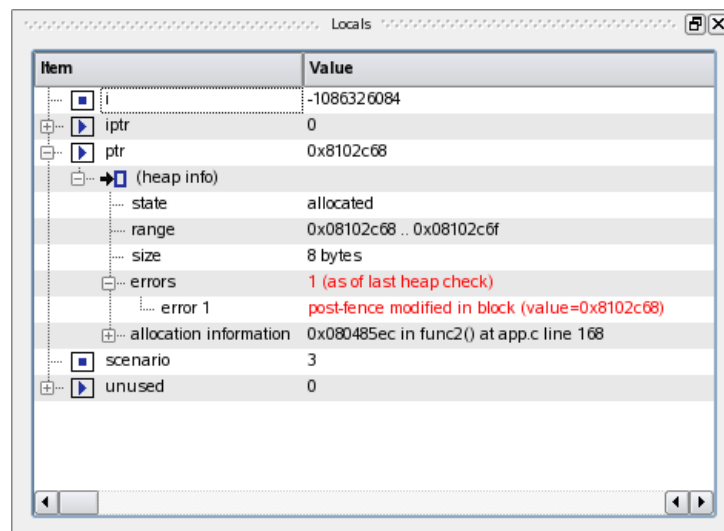 Locals
Item Value
i -1086326084
iptr 0
ptr 0x8102c68
(heap info)
state allocated
range 0x08102c68 .. 0x08102c6f
size 8 bytes
errors 1 (as of last heap check)
error 1 post-fence modified in block (value=0x8102c68)
allocation information 0x080485ec in func2() at app.c line 168
scenario 3
unused 0